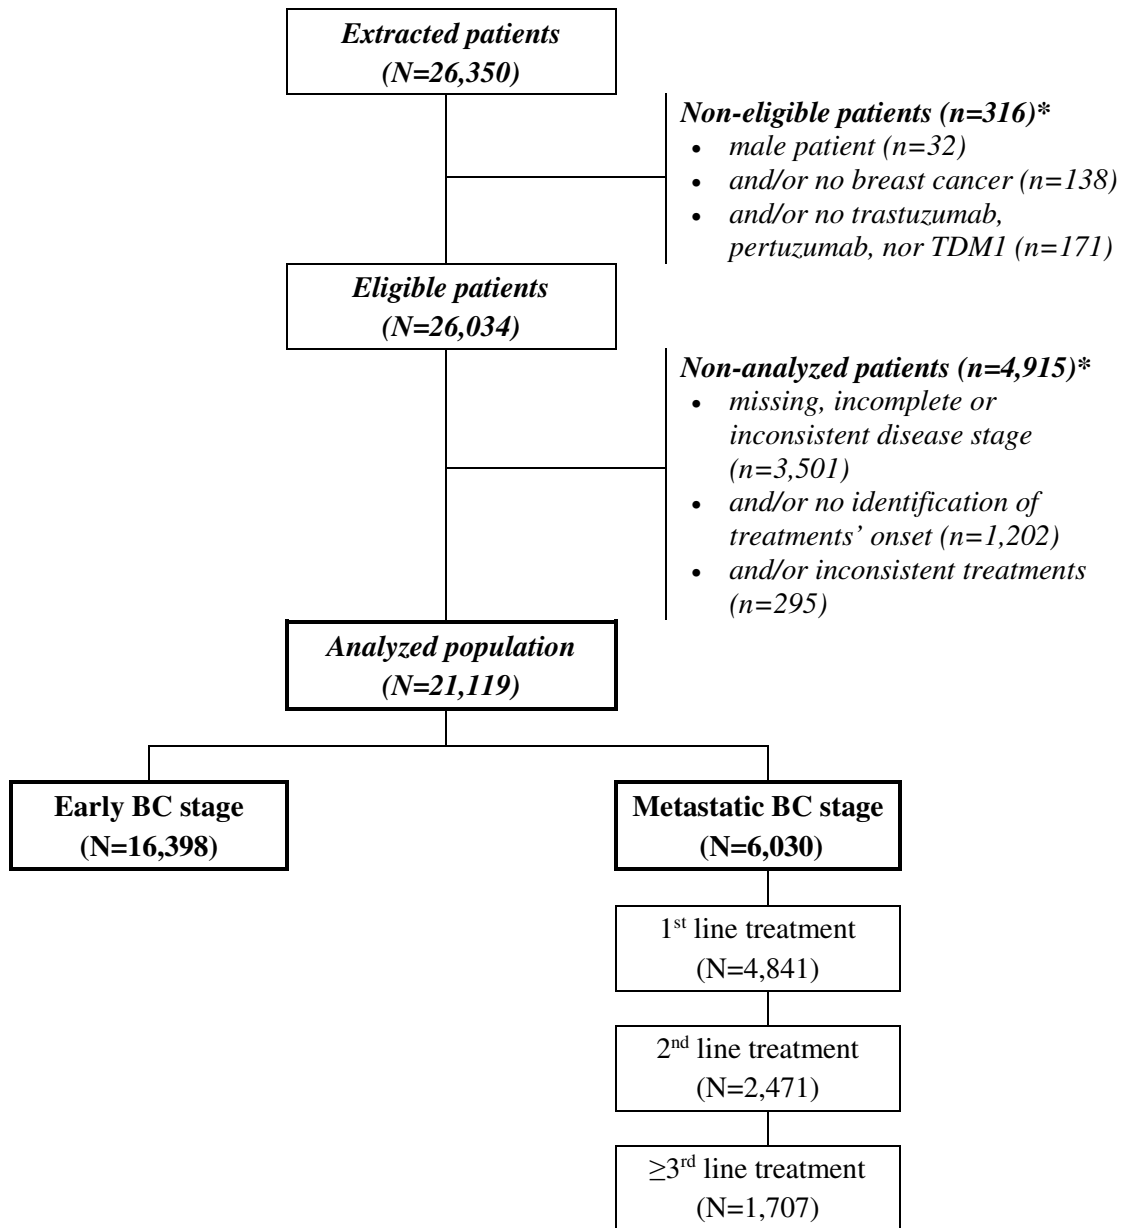 Extracted patients
(N=26,350)
Non-eligible patients (n=316)*
• male patient (n=32)
• and/or no breast cancer (n=138)
• and/or no trastuzumab,
pertuzumab, nor TDM1 (n=171)
Eligible patients
(N=26,034)
Non-analyzed patients (n=4,915)*
• missing, incomplete or
inconsistent disease stage
(n=3,501)
• and/or no identification of
treatments’ onset (n=1,202)
• and/or inconsistent treatments
(n=295)
Analyzed population
(N=21,119)
Early BC stage
(N=16,398)
Metastatic BC stage
(N=6,030)
1st line treatment
(N=4,841)
2nd line treatment
(N=2,471)
≥3rd line treatment
(N=1,707)